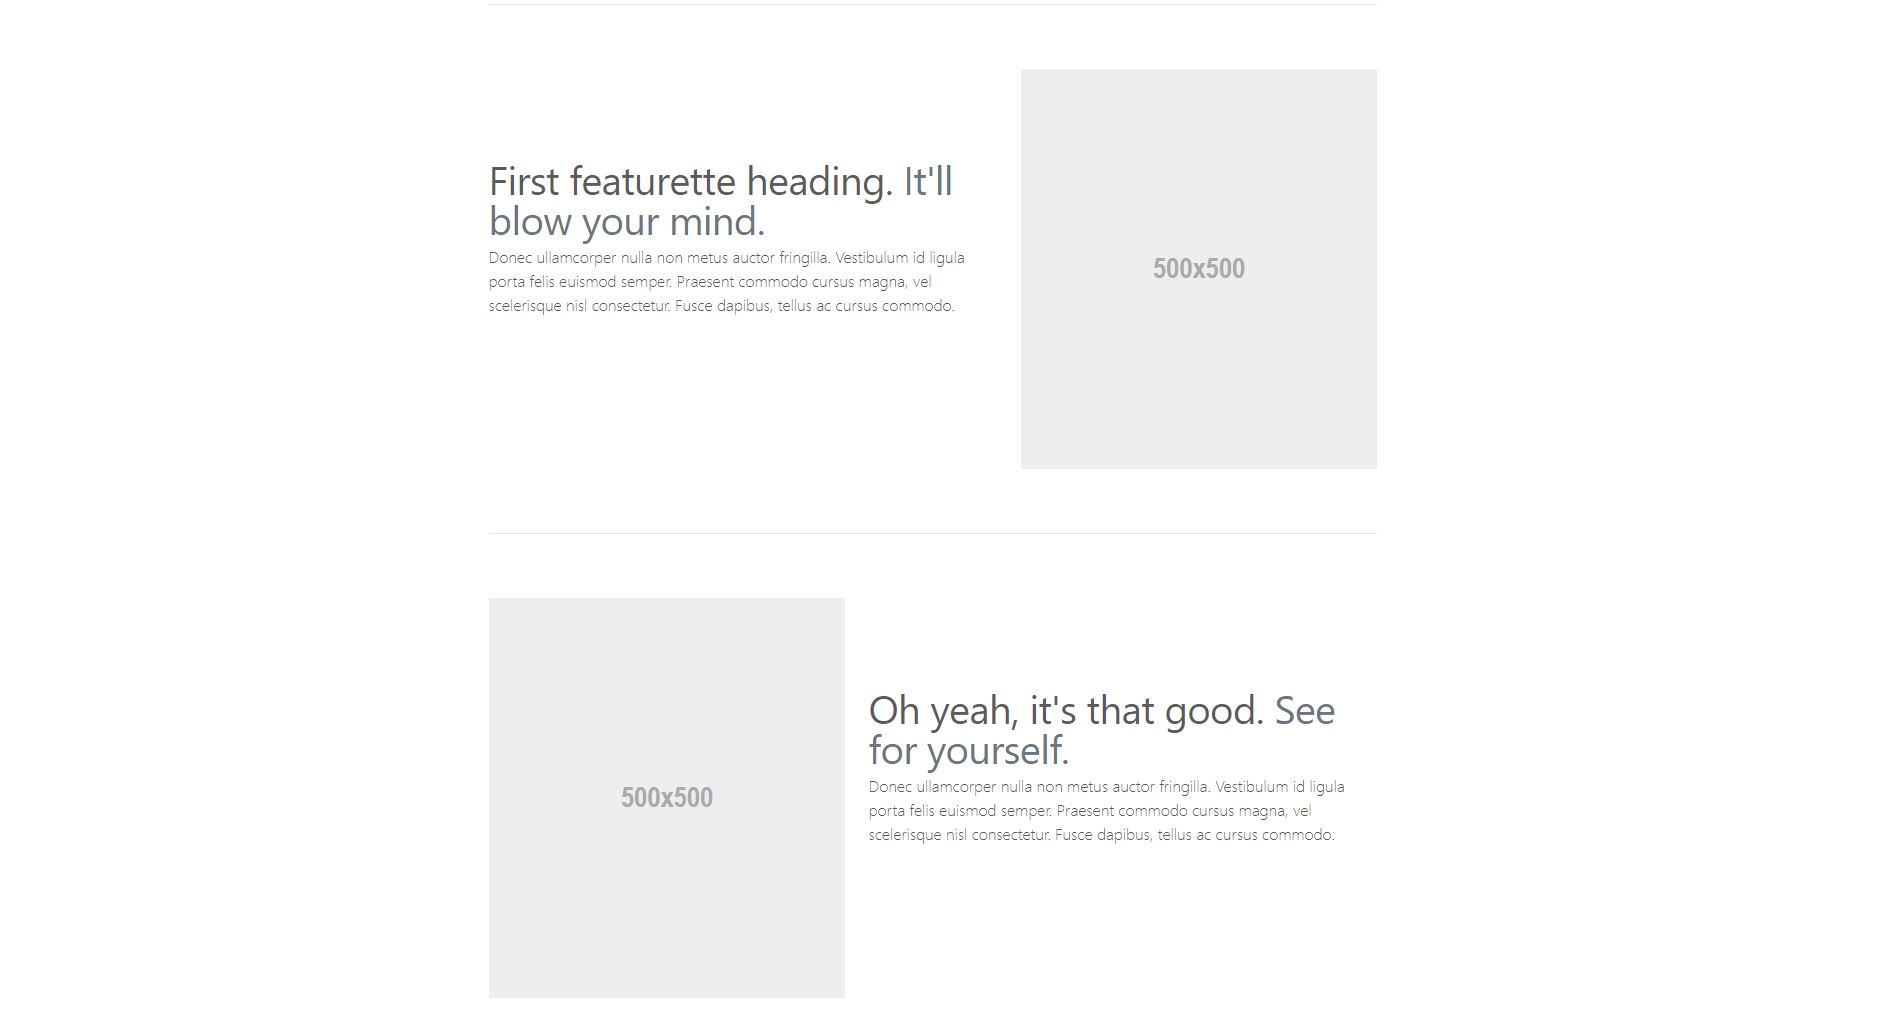 First featurette heading. It'll
blow your mind.
Donec ullamcorper nulla non metus auctor fringilla. Vestibulum id ligula
porta felis euismod semper. Praesent commodo cursus magna, vel
scelerisque nisl consectetur. Fusce dapibus, tellus ac cursus commodo.
500x500
500x500
Oh yeah, it's that good. See
for yourself.
Donec ullamcorper nulla non metus auctor fringilla. Vestibulum id ligula
porta felis euismod semper. Praesent commodo cursus magna, vel
scelerisque nisl consectetur. Fusce dapibus, tellus ac cursus commodo.